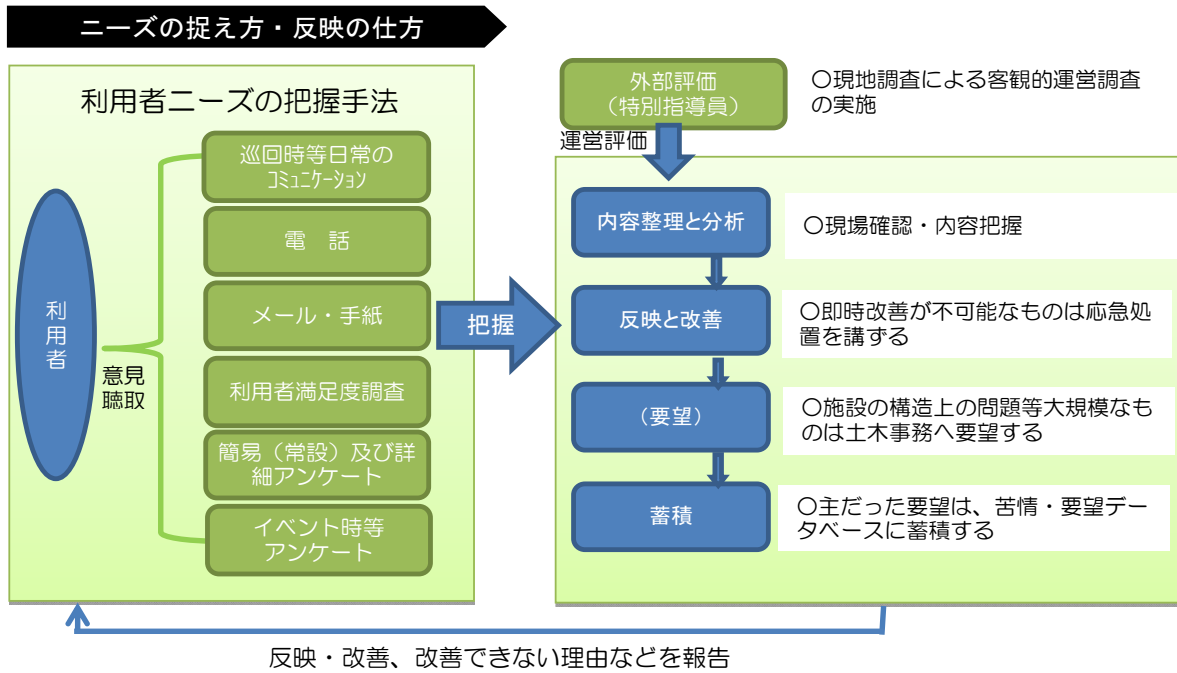 ニーズの捉え方・反映の仕方
利用者ニーズの把握手法
利用者
意見
聴取
巡回時等日常の
ｺﾐｭﾆｹｰｼｮﾝ
電　話
メール・手紙
利用者満足度調査
簡易（常設）及び詳
細アンケート
イベント時等
アンケート
把握
外部評価
（特別指導員）
〇現地調査による客観的運営調査
の実施
運営評価
内容整理と分析
〇現場確認・内容把握
反映と改善
〇即時改善が不可能なものは応急処
置を講ずる
（要望）
〇施設の構造上の問題等大規模なも
のは土木事務へ要望する
蓄積
〇主だった要望は、苦情・要望デー
タベースに蓄積する
反映・改善、改善できない理由などを報告